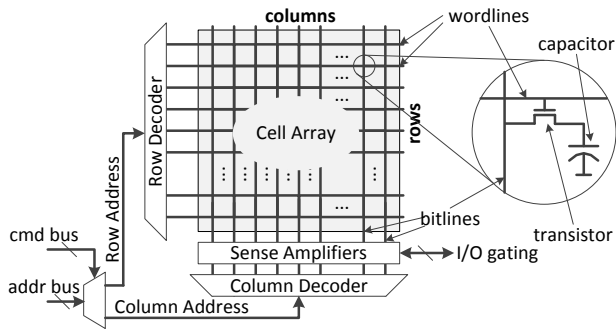 columns
wordlines
capacitor
Row Decoder
...
...
...
Cell Array
rows
...
bitlines
transistor
Row Address
cmd bus
addr bus
Column Address
Sense Amplifiers
I/O gating
Column Decoder